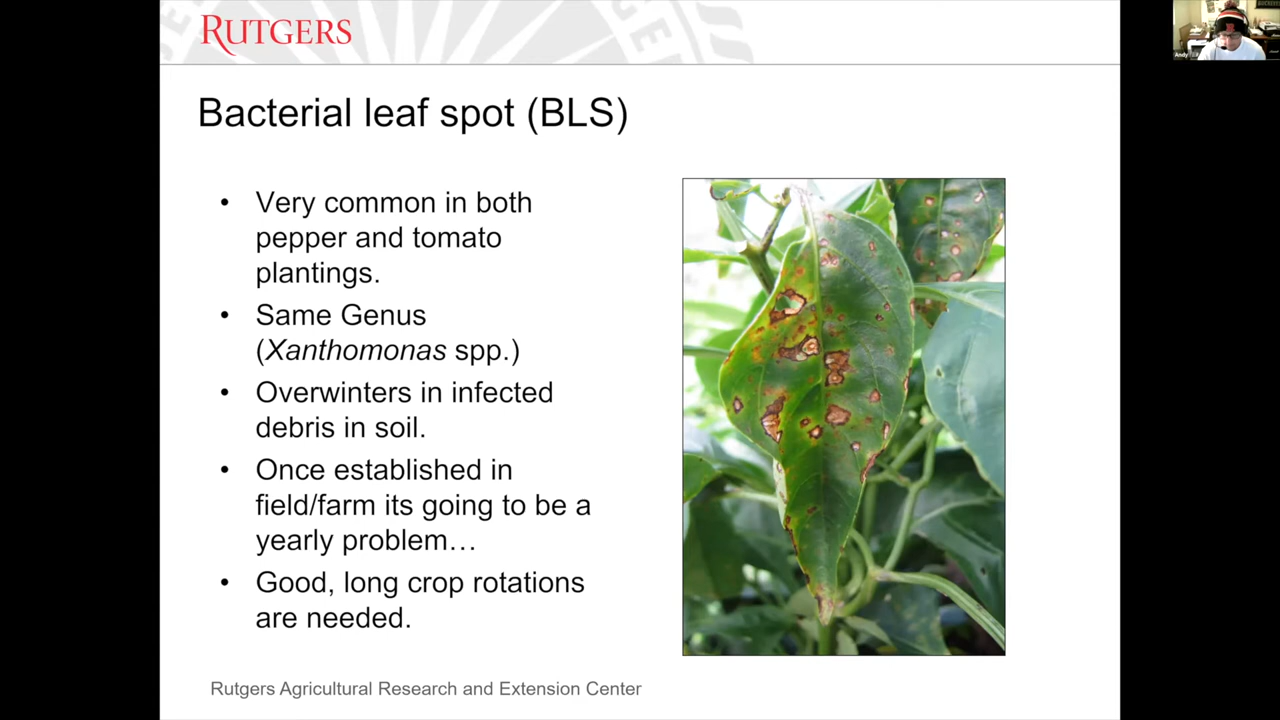 RUTGERS
Andy
Bacterial leaf spot (BLS)
• Very common in both
pepper and tomato
plantings.
• Same Genus
(Xanthomonas spp.)
• Overwinters in infected
debris in soil.
• Once established in
field/farm its going to be a
yearly problem…
• Good, long crop rotations
are needed.
Rutgers Agricultural Research and Extension Center